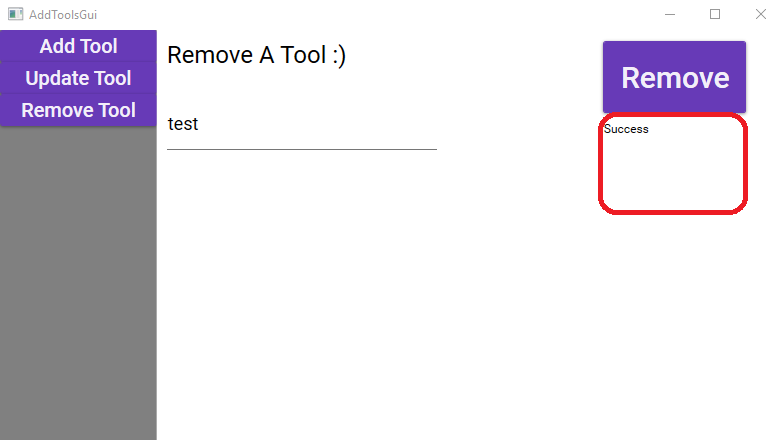 AddToolsGui
Add Tool
Update Tool
Remove Tool
Remove A Tool :)
test
Remove
Success